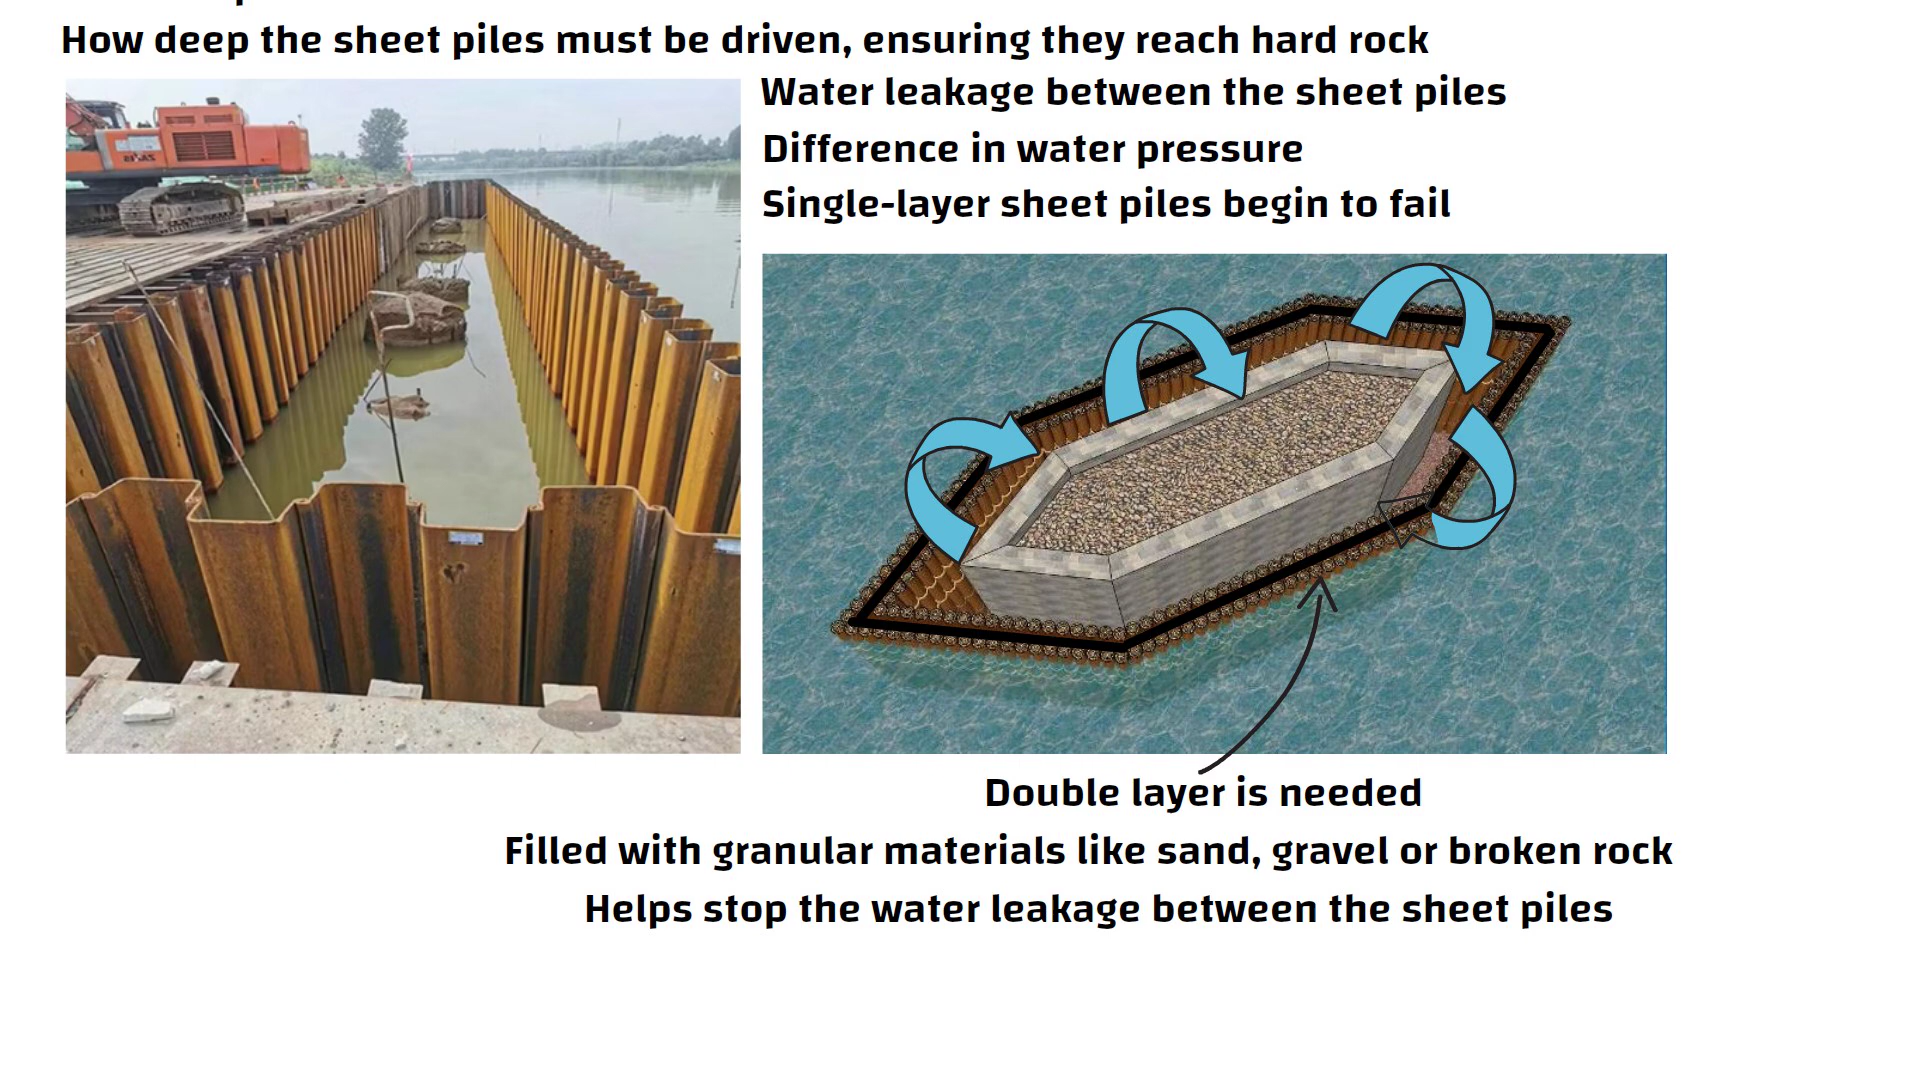 How deep the sheet piles must be driven, ensuring they reach hard rock
Water leakage between the sheet piles
Difference in water pressure
Single-layer sheet piles begin to fail
Double layer is needed
Filled with granular materials like sand, gravel or broken rock
Helps stop the water leakage between the sheet piles